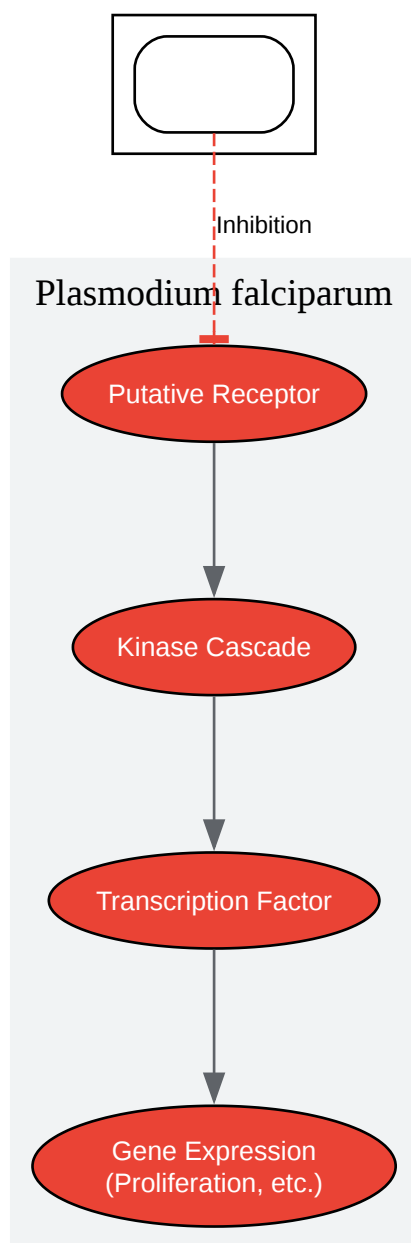 Inhibition
Plasmodium falciparum
Putative Receptor
Kinase Cascade
Transcription Factor
Gene Expression
(Proliferation, etc.)